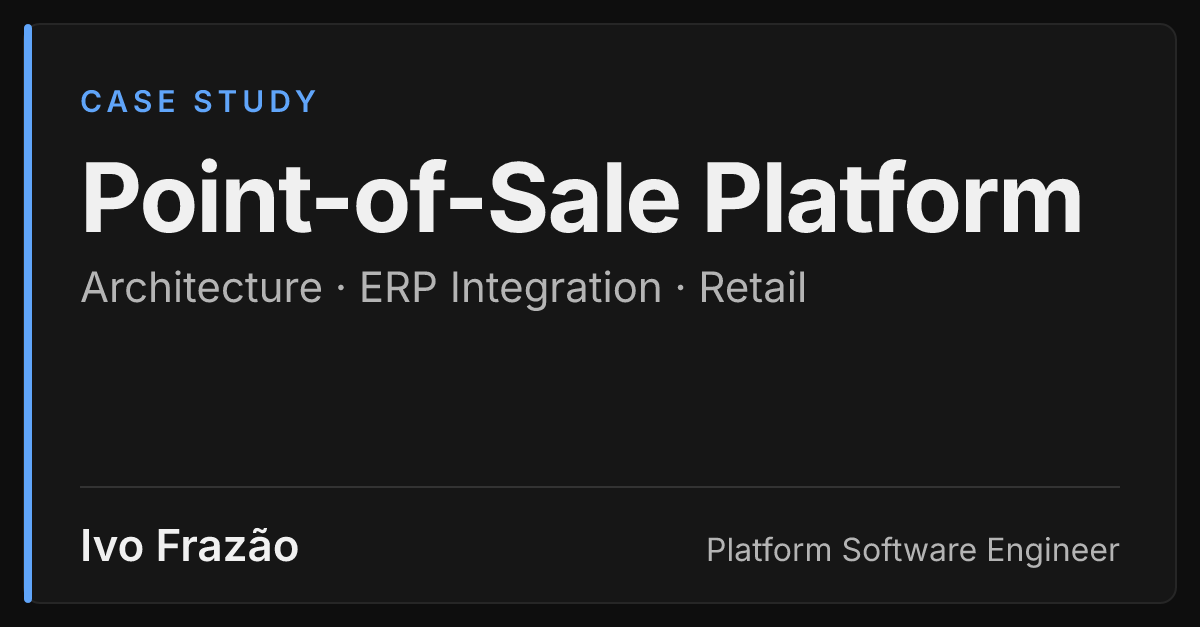 CASE STUDY
Point-of-Sale Platform
Architecture · ERP Integration · Retail
Ivo Frazão
Platform Software Engineer